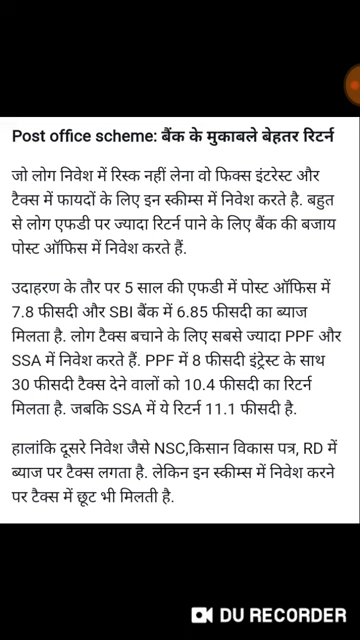 Post office scheme: बैंक के मुकाबले बेहतर रिटर्न
जो लोग निवेश में रिस्क नहीं लेना वो फिक्स इंटरेस्ट और
टैक्स में फायदों के लिए इन स्कीम्स में निवेश करते है. बहुत
से लोग एफडी पर ज्यादा रिटर्न पाने के लिए बैंक की बजाय
पोस्ट ऑफिस में निवेश करते हैं.
उदाहरण के तौर पर 5 साल की एफडी में पोस्ट ऑफिस में
7.8 फीसदी और SBI बैंक में 6.85 फीसदी का ब्याज
मिलता है. लोग टैक्स बचाने के लिए सबसे ज्यादा PPF और
SSA में निवेश करते हैं. PPF में 8 फीसदी इंट्रेस्ट के साथ
30 फीसदी टैक्स देने वालों को 10.4 फीसदी का रिटर्न
मिलता है. जबकि SSA में ये रिटर्न 11.1 फीसदी है.
हालांकि दूसरे निवेश जैसे NSC,किसान विकास पत्र, RD में
ब्याज पर टैक्स लगता है. लेकिन इन स्कीम्स में निवेश करने
पर टैक्स में छूट भी मिलती है.
DU RECORDER